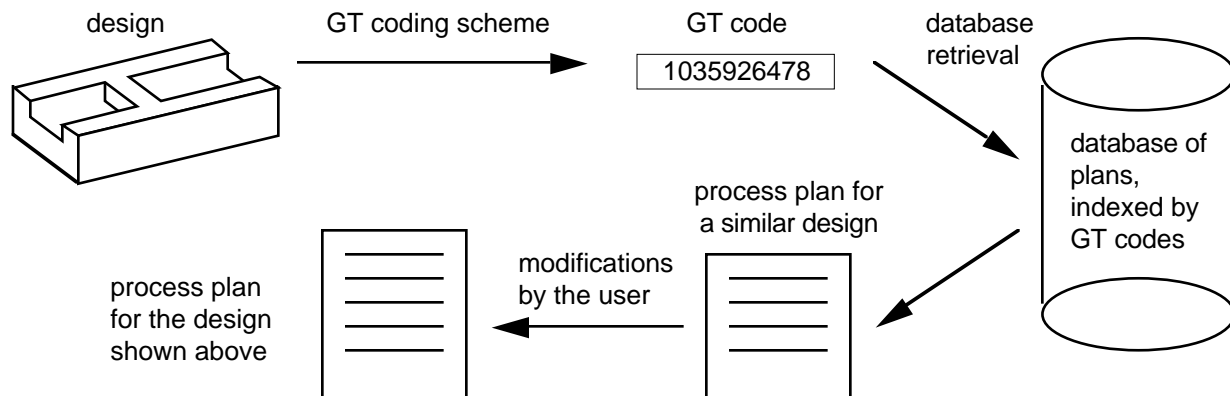 design
GT coding scheme
GT code
1035926478
database
retrieval
database of
plans,
indexed by
GT codes
process plan for
a similar design
modifications
by the user
process plan
for the design
shown above